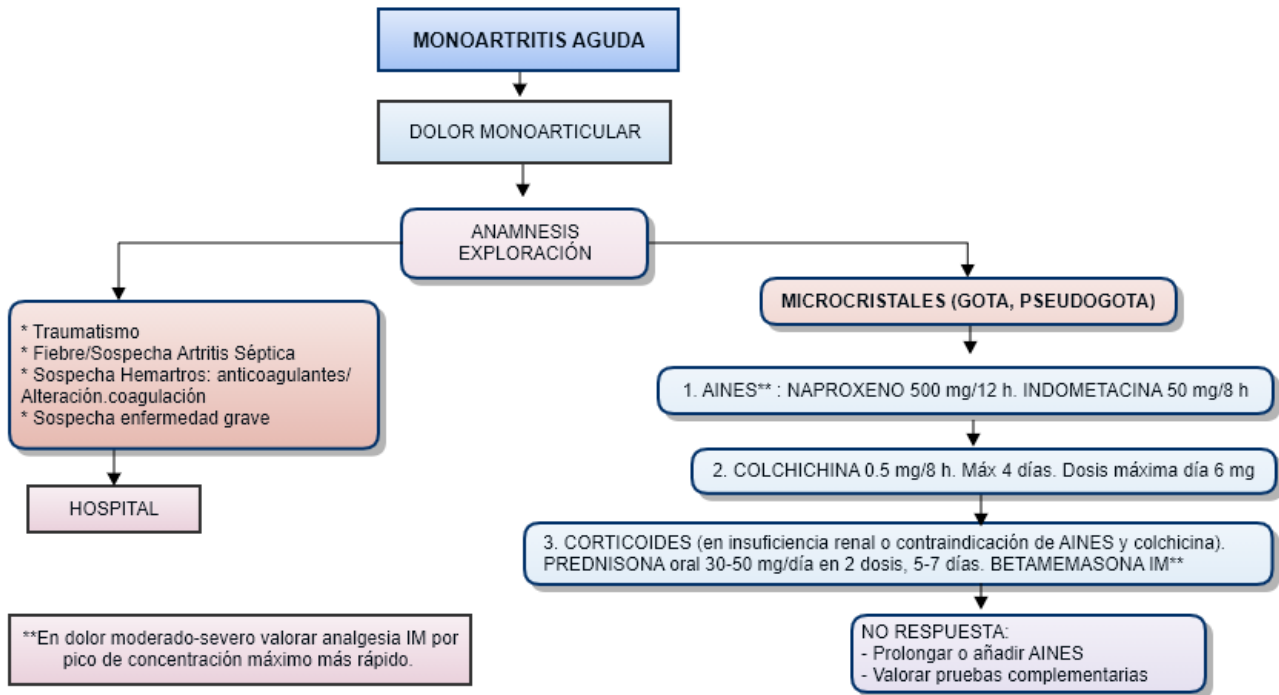 MONOARTRITIS AGUDA
DOLOR MONOARTICULAR
ANAMNESIS
EXPLORACIÓN
* Traumatismo
* Fiebre/Sospecha Artritis Séptica
* Sospecha Hemartros: anticoagulantes/
Alteración.coagulación
* Sospecha enfermedad grave
HOSPITAL
MICROCRISTALES (GOTA, PSEUDOGOTA)
1. AINES** : NAPROXENO 500 mg/12 h. INDOMETACINA 50 mg/8 h
2. COLCHICHINA 0.5 mg/8 h. Máx 4 días. Dosis máxima día 6 mg
3. CORTICOIDES (en insuficiencia renal o contraindicación de AINES y colchicina).
PREDNISONA oral 30-50 mg/día en 2 dosis, 5-7 días. BETAMEMASONA IM**
NO RESPUESTA:
- Prolongar o añadir AINES
- Valorar pruebas complementarias
**En dolor moderado-severo valorar analgesia IM por
pico de concentración máximo más rápido.